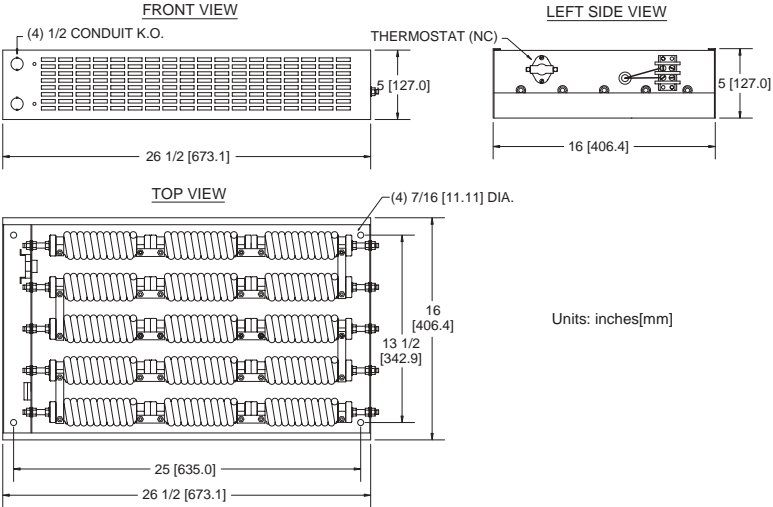 FRONT VIEW
(4) 1/2 CONDUIT K.O.
5 [127.0]
26 1/2 [673.1]
LEFT SIDE VIEW
THERMOSTAT (NC)
5 [127.0]
16 [406.4]
TOP VIEW
(4) 7/16 [11.11] DIA.
16
[406.4]
13 1/2
[342.9]
25 [635.0]
26 1/2 [673.1]
Units: inches[mm]